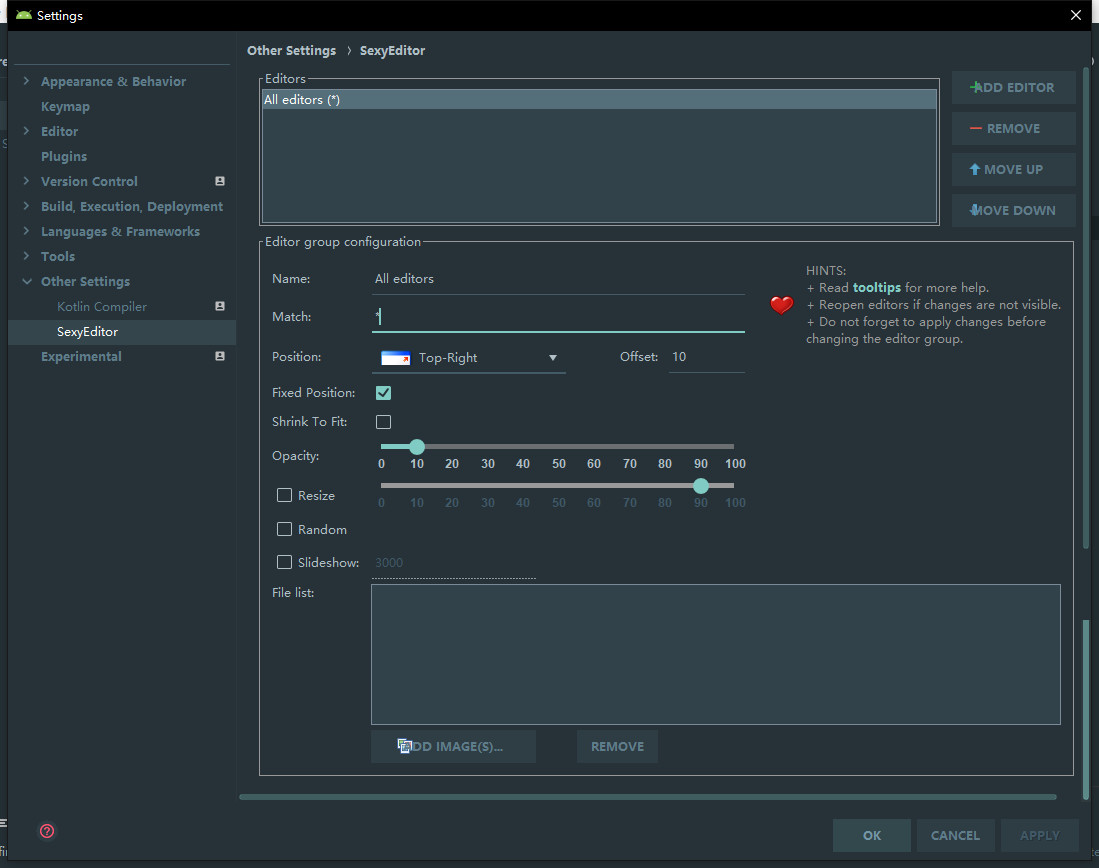 Settings
Other Settings › SexyEditor
Appearance & Behavior
Keymap
Editor
Plugins
Version Control
Build, Execution, Deployment
Languages & Frameworks
Tools
Other Settings
Kotlin Compiler
SexyEditor
Experimental
Editors
All editors (*)
ADD EDITOR
REMOVE
MOVE UP
MOVE DOWN
Editor group configuration
Name: All editors
Match: *
Position: Top-Right Offset: 10
Fixed Position:
Shrink To Fit:
Opacity:
0 10 20 30 40 50 60 70 80 90 100
Resize
0 10 20 30 40 50 60 70 80 90 100
Random
Slideshow: 3000
File list:
HINTS:
+ Read tooltips for more help.
+ Reopen editors if changes are not visible.
+ Do not forget to apply changes before
changing the editor group.
ADD IMAGE(S)... REMOVE
OK CANCEL APPLY